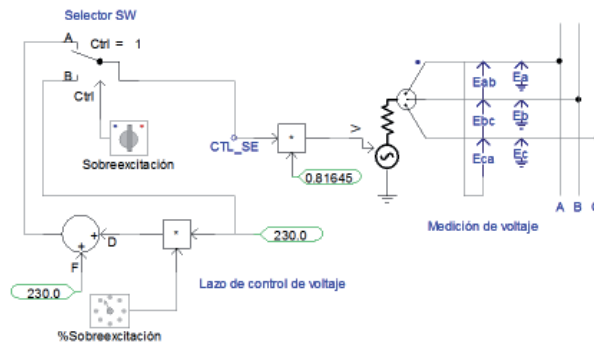 Selector SW
A
Ctrl = 1
B
Ctrl
Sobreexcitación
CTL_SE
*
0.81645
V
S
Eab
Ea
Ebc
Eb
Eca
Ec
A B C
Medición de voltaje
+
+
D
F
*
230.0
230.0
Lazo de control de voltaje
%Sobreexcitación